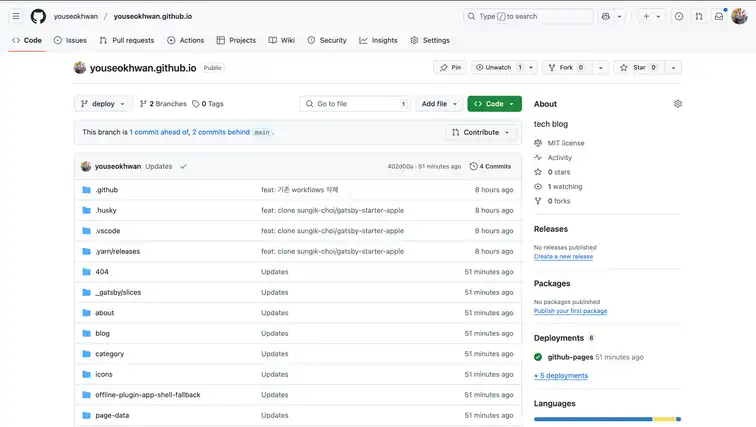 youseokhwan / youseokhwan.github.io
Type / to search
Code Issues Pull requests Actions Projects Wiki Security Insights Settings
youseokhwan.github.io Public
Pin Unwatch 1 Fork 0 Star 0
deploy 2 Branches 0 Tags Go to file t Add file Code
This branch is 1 commit ahead of, 2 commits behind main .
Contribute
youseokhwan Updates 402d00a · 51 minutes ago 4 Commits
.github feat: 기존 workflows 삭제 8 hours ago
.husky feat: clone sungik-choi/gatsby-starter-apple 8 hours ago
.vscode feat: clone sungik-choi/gatsby-starter-apple 8 hours ago
.yarn/releases feat: clone sungik-choi/gatsby-starter-apple 8 hours ago
404 Updates 51 minutes ago
_gatsby/slices Updates 51 minutes ago
about Updates 51 minutes ago
blog Updates 51 minutes ago
category Updates 51 minutes ago
icons Updates 51 minutes ago
offline-plugin-app-shell-fallback Updates 51 minutes ago
page-data Updates 51 minutes ago
About
tech blog
MIT license
Activity
0 stars
1 watching
0 forks
Releases
No releases published
Create a new release
Packages
No packages published
Publish your first package
Deployments 6
github-pages 51 minutes ago
+ 5 deployments
Languages